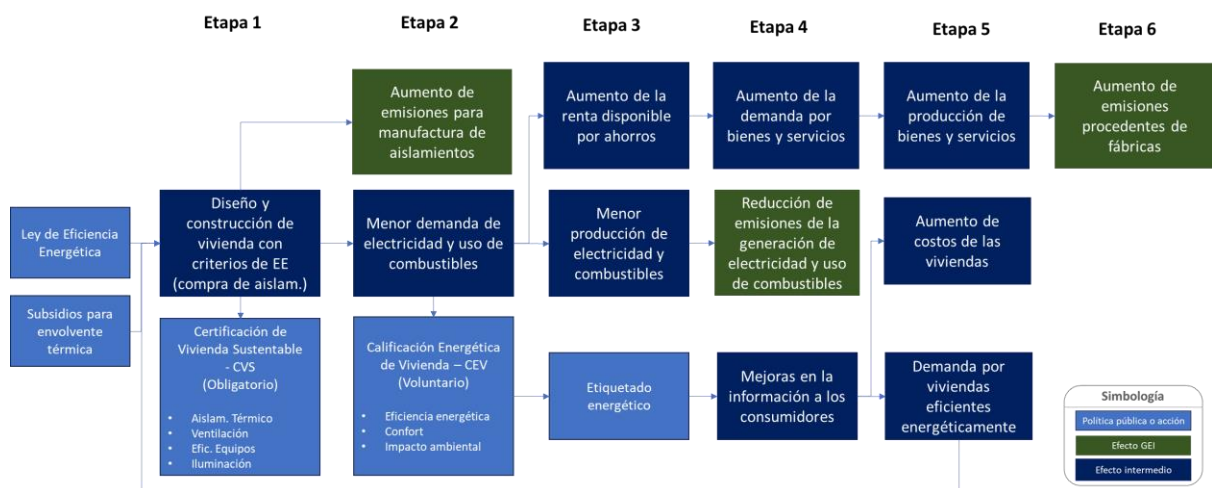 Etapa 1
Etapa 2
Etapa 3
Etapa 4
Etapa 5
Etapa 6
Aumento de
emisiones para
manufactura de
aislamientos
Aumento de la
renta disponible
por ahorros
Aumento de la
demanda por
bienes y servicios
Aumento de la
producción de
bienes y servicios
Aumento de
emisiones
procedentes de
fábricas
Ley de Eficiencia
Energética
Subsidios para
envolvente
térmica
Diseño y
construcción de
vivienda con
criterios de EE
(compra de aislam.)
Menor demanda de
electricidad y uso de
combustibles
Menor
producción de
electricidad y
combustibles
Reducción de
emisiones de la
generación de
electricidad y uso
de combustibles
Aumento de
costos de las
viviendas
Certificación de
Vivienda Sustentable
- CVS
(Obligatorio)
• Aislam. Térmico
• Ventilación
• Efic. Equipos
• Iluminación
Calificación Energética
de Vivienda – CEV
(Voluntario)
• Eficiencia energética
• Confort
• Impacto ambiental
Etiquetado
energético
Mejoras en la
información a los
consumidores
Demanda por
viviendas
eficientes
energéticamente
Simbología
Política pública o acción
Efecto GEI
Efecto intermedio